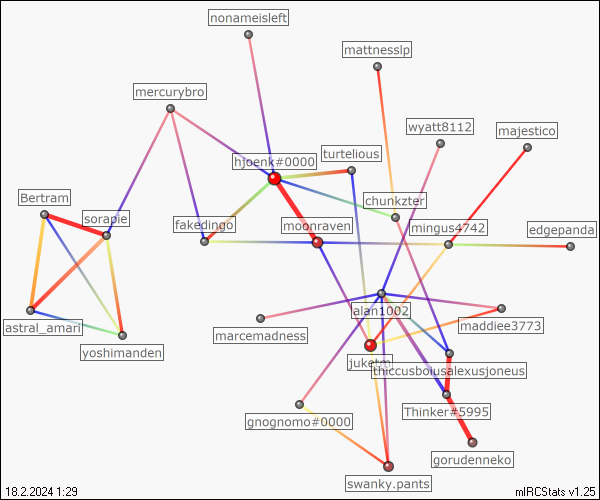 nonameisleft
mattnesslp
mercurybro
wyatt8112
majestico
hjoenk#0000
turtelious
Bertram
sorapie
chunkzter
fakedingo
moonraven
mingus4742
edgepanda
alan1002
astral_amari
marcemadness
maddiee3773
yoshimanden
juketm
thiccusboiusalexusjoneus
gnognomo#0000
Thinker#5995
gorudenneko
swanky.pants
18.2.2024 1:29
mIRCStats v1.25